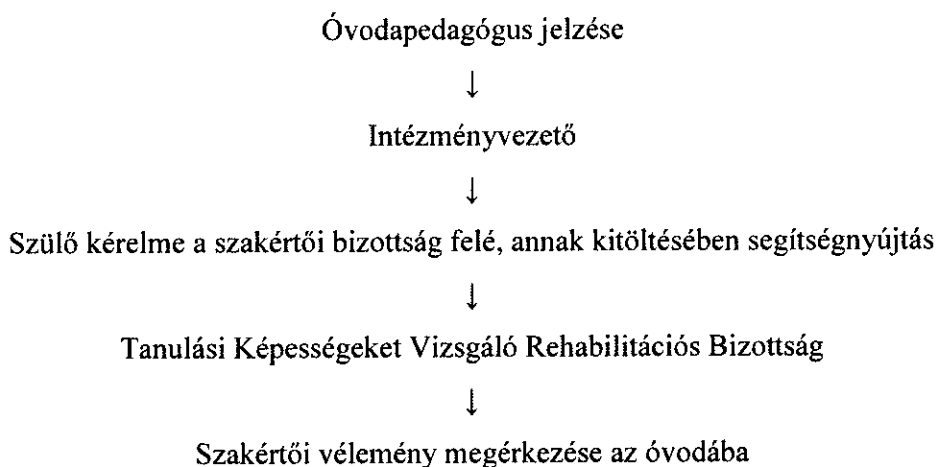 Óvodapedagógus jelzése
↓
Intézményvezető
↓
Szülő kérelme a szakértői bizottság felé, annak kitöltésében segítségnyújtás
↓
Tanulási Képességeket Vizsgáló Rehabilitációs Bizottság
↓
Szakértői vélemény megérkezése az óvodába